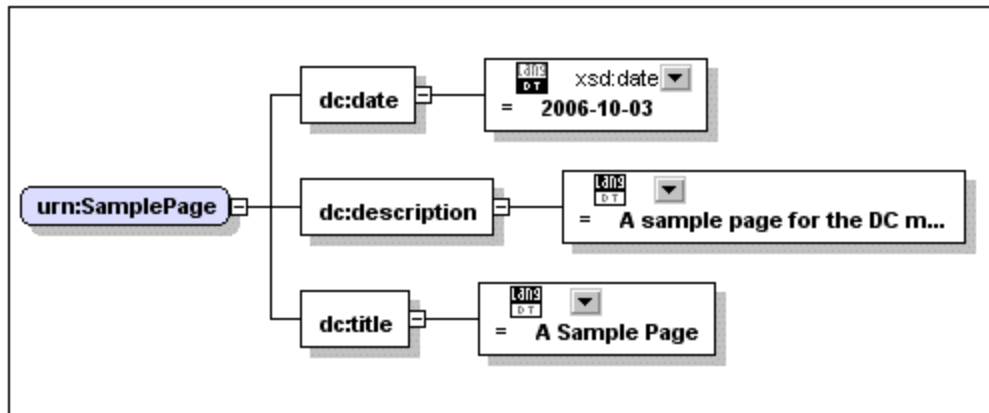 Lang
DT xsd:date
= 2006-10-03
dc:date
urn:SamplePage
dc:description
Lang
DT
= A sample page for the DC m...
dc:title
Lang
DT
= A Sample Page